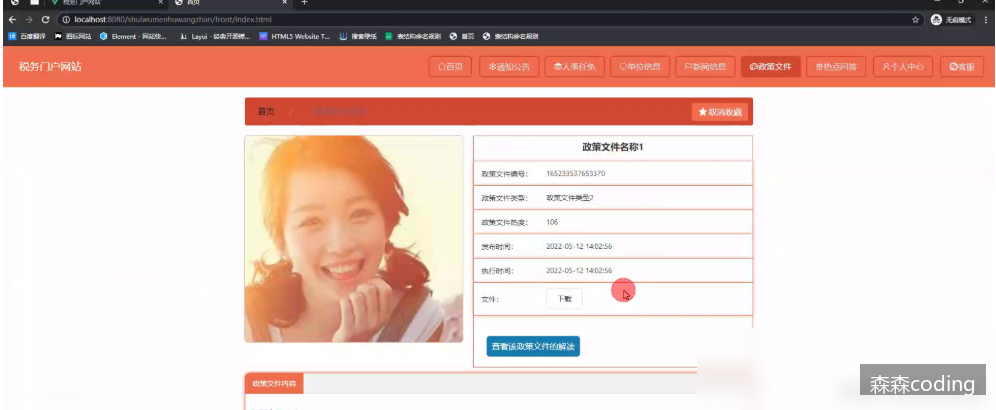 税务门户网站
首页
localhost:8080/shuiwumenhuwangzhan/front/index.html
无痕模式
百度翻译
图标网站
Element - 网站快...
Layui - 经典开源模...
HTML5 Website T...
搜索壁纸
表结构命名规则
首页
表结构命名规则
税务门户网站
首页
通知公告
人事任免
单位信息
新闻信息
政策文件
热点问答
个人中心
客服
首页
取消收藏
政策文件名称1
政策文件编号： 165233537653370
政策文件类型： 政策文件类型2
政策文件热度： 106
发布时间： 2022-05-12 14:02:56
执行时间： 2022-05-12 14:02:56
文件： 下载
查看该政策文件的解读
政策文件内容
森森coding